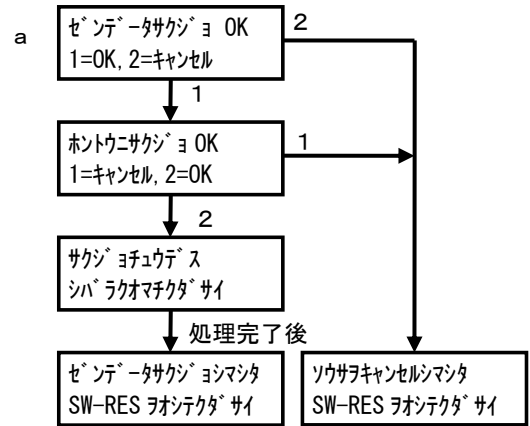 a
ｾﾞﾝﾃﾞｰﾀｻｸｼﾞｮ OK
1=OK, 2=ｷｬﾝｾﾙ
2
1
ﾎﾝﾄｳﾆｻｸｼﾞｮ OK
1=ｷｬﾝｾﾙ, 2=OK
1
2
ｻｸｼﾞｮﾁｭｳﾃﾞｽ
ｼﾊﾞﾗｸｵﾏﾁｸﾀﾞｻｲ
処理完了後
ｾﾞﾝﾃﾞｰﾀｻｸｼﾞｮｼﾏｼﾀ
SW-RES ｦｵｼﾃｸﾀﾞｻｲ
ｿｳｻｦｷｬﾝｾﾙｼﾏｼﾀ
SW-RES ｦｵｼﾃｸﾀﾞｻｲ